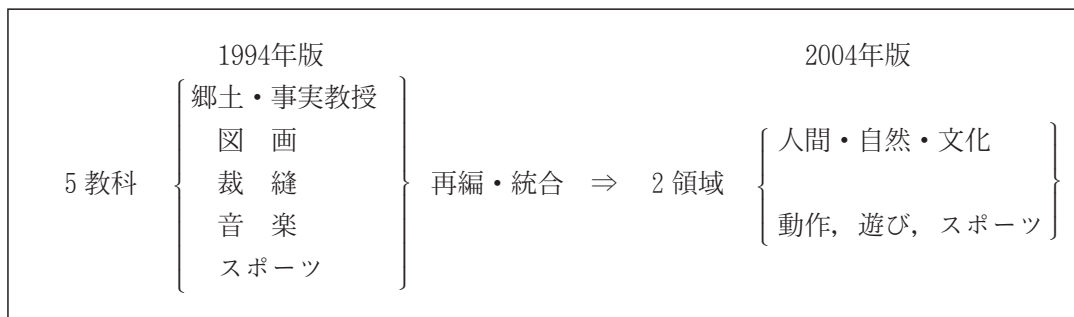 1994年版 2004年版
郷土・事実教授
図 画 人間・自然・文化
5教科 裁 縫 再編・統合 ⇒ 2領域
音 楽 動作，遊び，スポーツ
スポーツ